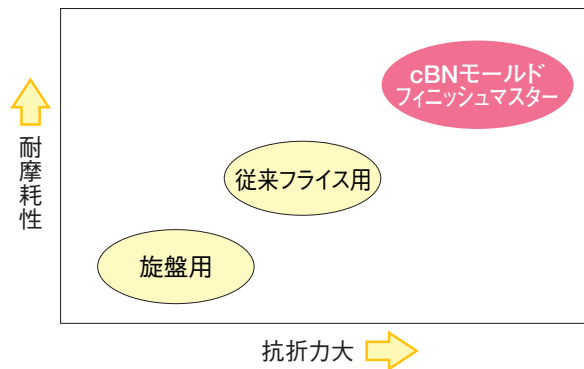 cBNモールド
フィニッシュマスター
従来フライス用
旋盤用
耐摩耗性
抗折力大